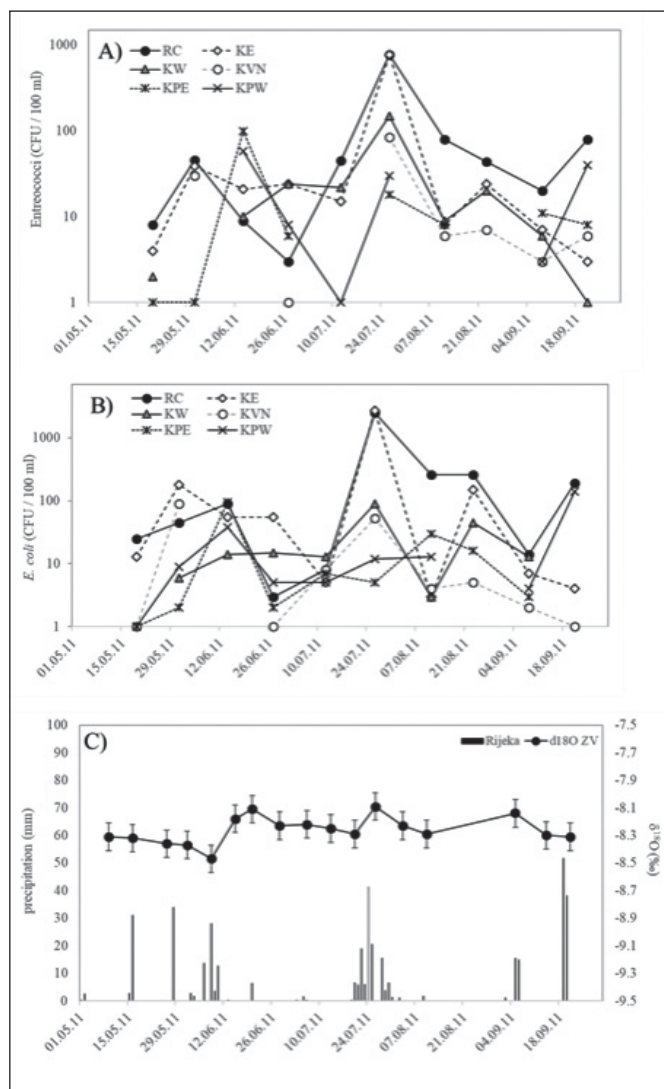 A)
RC KE
KW KVN
KPE KPW
Entreococci (CFU / 100 ml)
1000
100
10
1
01.05.11 15.05.11 29.05.11 12.06.11 26.06.11 10.07.11 24.07.11 07.08.11 21.08.11 04.09.11 18.09.11
B)
RC KE
KW KVN
KPE KPW
E. coli (CFU / 100 ml)
1000
100
10
1
01.05.11 15.05.11 29.05.11 12.06.11 26.06.11 10.07.11 24.07.11 07.08.11 21.08.11 04.09.11 18.09.11
C)
Rijeka d18O ZV
precipitation (mm)
100
90
80
70
60
50
40
30
20
10
0
-7.5
-7.7
-7.9
-8.1
-8.3
-8.5
-8.7
-8.9
-9.1
-9.3
-9.5
δ¹⁸O (‰)
01.05.11 15.05.11 29.05.11 12.06.11 26.06.11 10.07.11 24.07.11 07.08.11 21.08.11 04.09.11 18.09.11